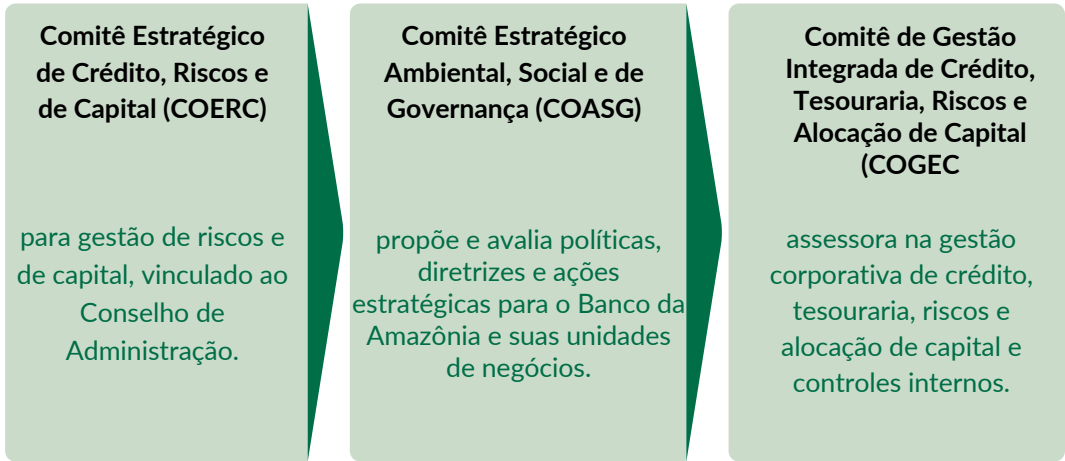 Comitê Estratégico
de Crédito, Riscos e
de Capital (COERC)
para gestão de riscos e
de capital, vinculado ao
Conselho de
Administração.
Comitê Estratégico
Ambiental, Social e de
Governança (COASG)
propõe e avalia políticas,
diretrizes e ações
estratégicas para o Banco da
Amazônia e suas unidades
de negócios.
Comitê de Gestão
Integrada de Crédito,
Tesouraria, Riscos e
Alocação de Capital
(COGEC
assessora na gestão
corporativa de crédito,
tesouraria, riscos e
alocação de capital e
controles internos.